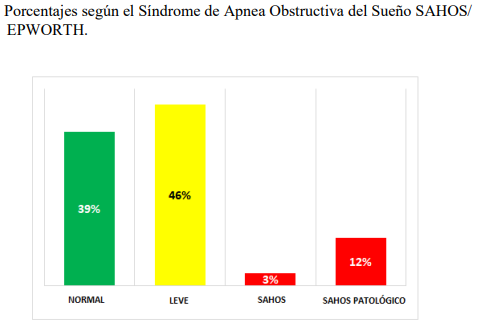 Porcentajes según el Síndrome de Apnea Obstructiva del Sueño SAHOS/
EPWORTH.
39%
46%
3%
12%
NORMAL
LEVE
SAHOS
SAHOS PATOLÓGICO